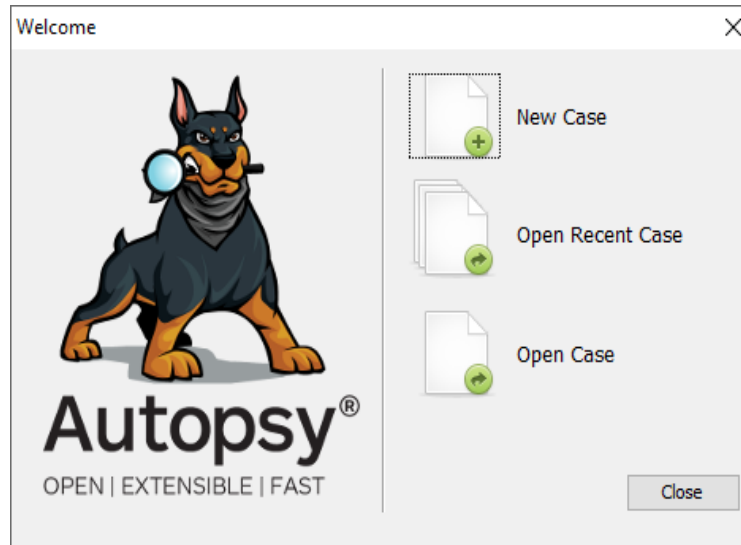 Welcome
New Case
Open Recent Case
Open Case
Autopsy®
OPEN | EXTENSIBLE | FAST
Close